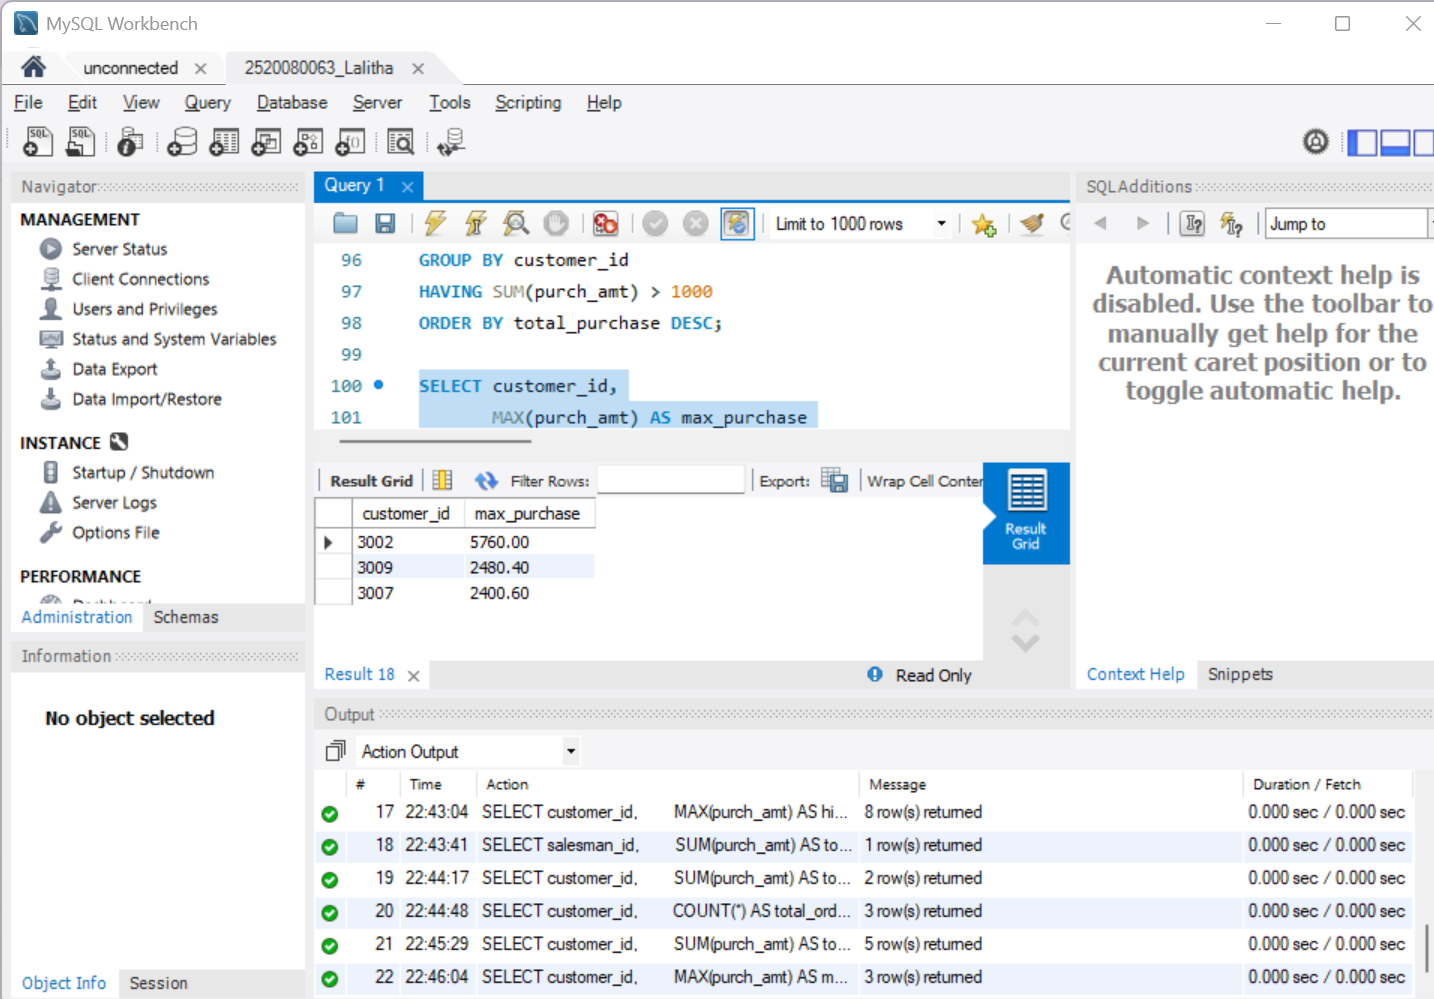 MySQL Workbench
unconnected
2520080063_Lalitha
File Edit View Query Database Server Tools Scripting Help
Navigator
MANAGEMENT
Server Status
Client Connections
Users and Privileges
Status and System Variables
Data Export
Data Import/Restore
INSTANCE
Startup / Shutdown
Server Logs
Options File
PERFORMANCE
Administration Schemas
Information
No object selected
Object Info Session
Query 1
Limit to 1000 rows
96 GROUP BY customer_id
97 HAVING SUM(purch_amt) > 1000
98 ORDER BY total_purchase DESC;
99
100 SELECT customer_id,
101 MAX(purch_amt) AS max_purchase
Result Grid Filter Rows: Export: Wrap Cell Conter
customer_id max_purchase
3002 5760.00
3009 2480.40
3007 2400.60
Result
Grid
Result 18
Read Only
SQLAdditions
Jump to
Automatic context help is
disabled. Use the toolbar to
manually get help for the
current caret position or to
toggle automatic help.
Context Help Snippets
Output
Action Output
# Time Action Message Duration / Fetch
17 22:43:04 SELECT customer_id, MAX(purch_amt) AS hi... 8 row(s) returned 0.000 sec / 0.000 sec
18 22:43:41 SELECT salesman_id, SUM(purch_amt) AS to... 1 row(s) returned 0.000 sec / 0.000 sec
19 22:44:17 SELECT customer_id, SUM(purch_amt) AS to... 2 row(s) returned 0.000 sec / 0.000 sec
20 22:44:48 SELECT customer_id, COUNT(*) AS total_ord... 3 row(s) returned 0.000 sec / 0.000 sec
21 22:45:29 SELECT customer_id, SUM(purch_amt) AS to... 5 row(s) returned 0.000 sec / 0.000 sec
22 22:46:04 SELECT customer_id, MAX(purch_amt) AS m... 3 row(s) returned 0.000 sec / 0.000 sec